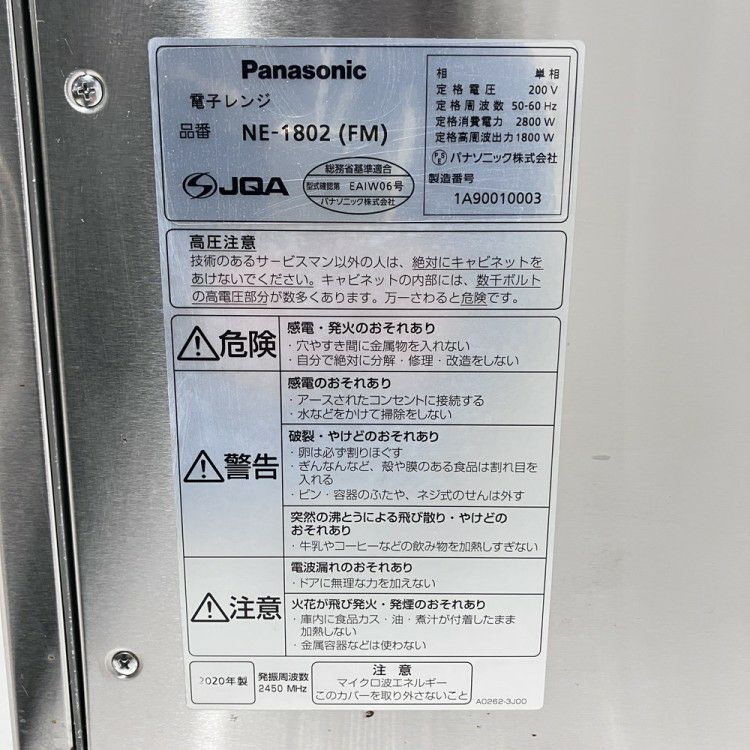 Panasonic
電子レンジ
品番 NE-1802 (FM)
JQA
総務省基準適合
型式確認第 EAIW06号
パナソニック株式会社
相 単相
定格電圧 200 V
定格周波数 50-60 Hz
定格消費電力 2800 W
定格高周波出力 1800 W
PSE パナソニック株式会社
製造番号
1A90010003
高圧注意
技術のあるサービスマン以外の人は、絶対にキャビネットを
あけないでください。キャビネットの内部には、数千ボルト
の高電圧部分が数多くあります。万一さわると危険です。
危険
感電・発火のおそれあり
・穴やすき間に金属物を入れない
・自分で絶対に分解・修理・改造をしない
警告
感電のおそれあり
・アースされたコンセントに接続する
・水などをかけて掃除をしない
破裂・やけどのおそれあり
・卵は必ず割りほぐす
・ぎんなんなど、殻や膜のある食品は割れ目を
入れる
・ビン・容器のふたや、ネジ式のせんは外す
突然の沸とうによる飛び散り・やけどの
おそれあり
・牛乳やコーヒーなどの飲み物を加熱しすぎない
注意
電波漏れのおそれあり
・ドアに無理な力を加えない
火花が飛び発火・発煙のおそれあり
・庫内に食品カス・油・煮汁が付着したまま
加熱しない
・金属容器などは使わない
2020年製
発振周波数
2450 MHz
注意
マイクロ波エネルギー
このカバーを取り外さないこと
A0262-3J00